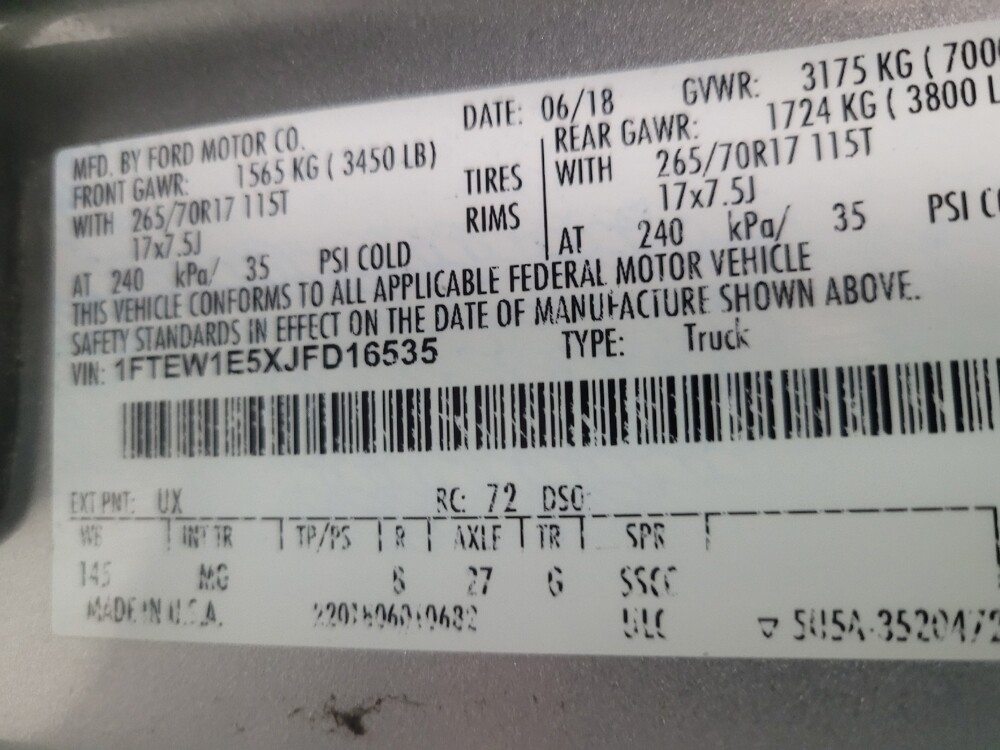 MFD. BY FORD MOTOR CO. DATE: 06/18 GVWR: 3175 KG ( 7000
FRONT GAWR: 1565 KG ( 3450 LB) REAR GAWR: 1724 KG ( 3800 L
WITH 265/70R17 115T TIRES WITH 265/70R17 115T
17x7.5J RIMS 17x7.5J
AT 240 kPa/ 35 PSI COLD AT 240 kPa/ 35 PSI
THIS VEHICLE CONFORMS TO ALL APPLICABLE FEDERAL MOTOR VEHICLE
SAFETY STANDARDS IN EFFECT ON THE DATE OF MANUFACTURE SHOWN ABOVE.
VIN: 1FTEW1E5XJFD16535 TYPE: Truck
EXT PNT: UX RC: 72 DSO:
WB INT TR TP/PS R AXLE TR SPR
145 MG 27 G
MADE IN U.S.A.